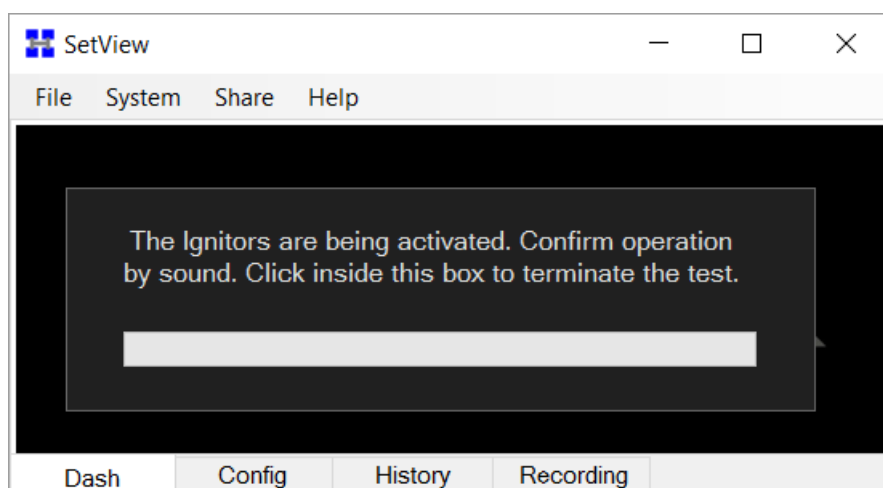 SetView
File System Share Help
The Ignitors are being activated. Confirm operation
by sound. Click inside this box to terminate the test.
Dash Config History Recording